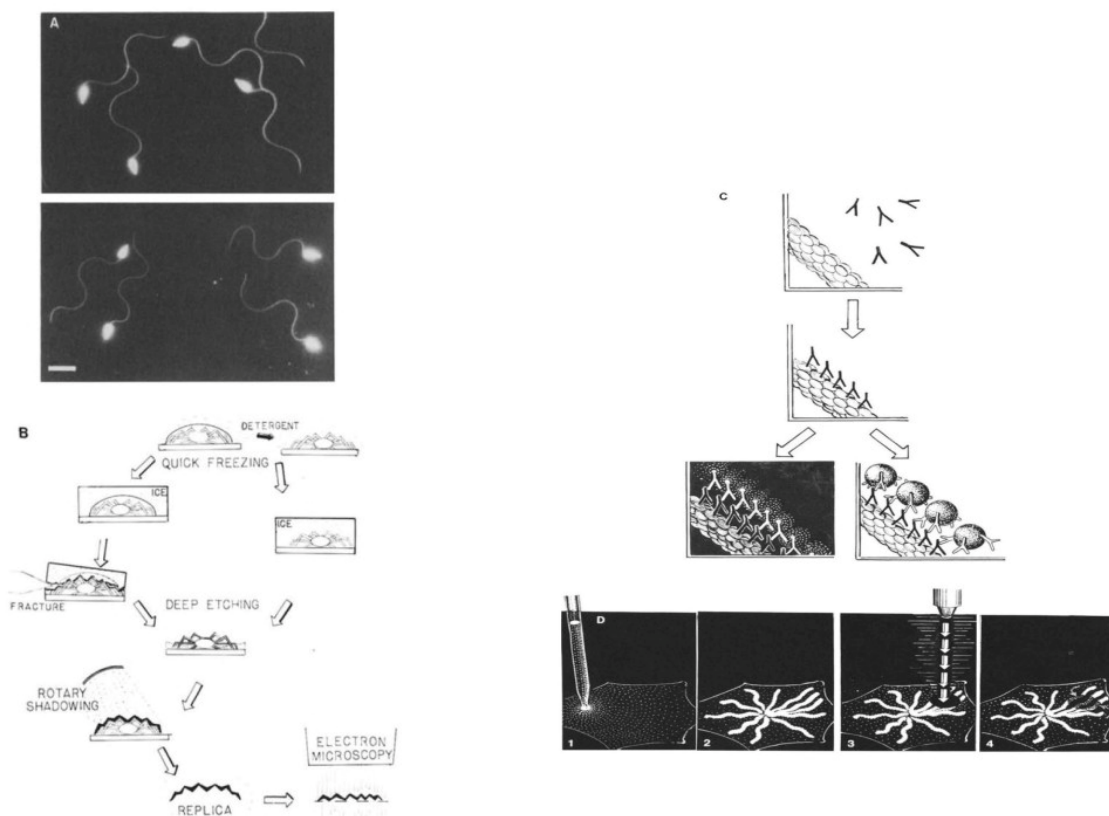 A
B
DETERGENT
QUICK FREEZING
ICE
ICE
FRACTURE
DEEP ETCHING
ROTARY
SHADOWING
ELECTRON
MICROSCOPY
REPLICA
C
D
1
2
3
4